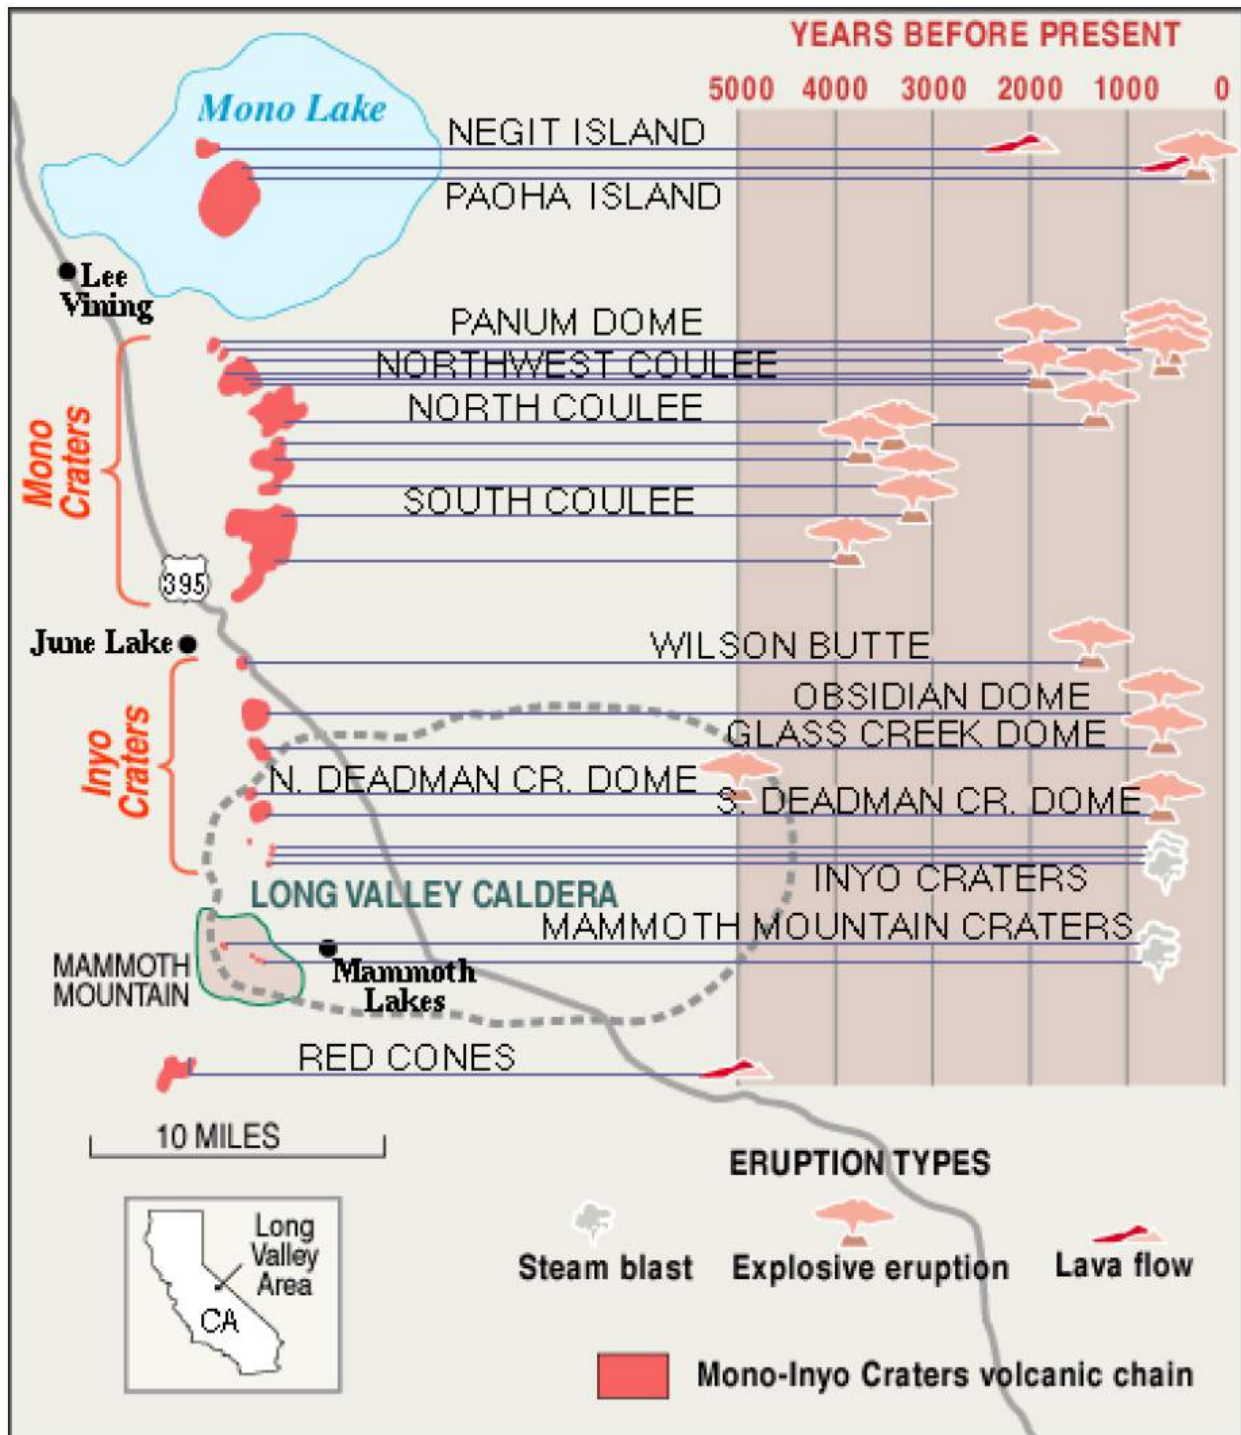 YEARS BEFORE PRESENT
5000 4000 3000 2000 1000 0
Mono Lake
NEGIT ISLAND
PAOHA ISLAND
Lee
Vining
PANUM DOME
NORTHWEST COULEE
NORTH COULEE
Mono
Craters
SOUTH COULEE
395
June Lake
WILSON BUTTE
OBSIDIAN DOME
GLASS CREEK DOME
Inyo
Craters
N. DEADMAN CR. DOME
S. DEADMAN CR. DOME
INYO CRATERS
LONG VALLEY CALDERA
MAMMOTH MOUNTAIN CRATERS
MAMMOTH
MOUNTAIN
Mammoth
Lakes
RED CONES
10 MILES
ERUPTION TYPES
Steam blast Explosive eruption Lava flow
Long
Valley
Area
CA
Mono-Inyo Craters volcanic chain